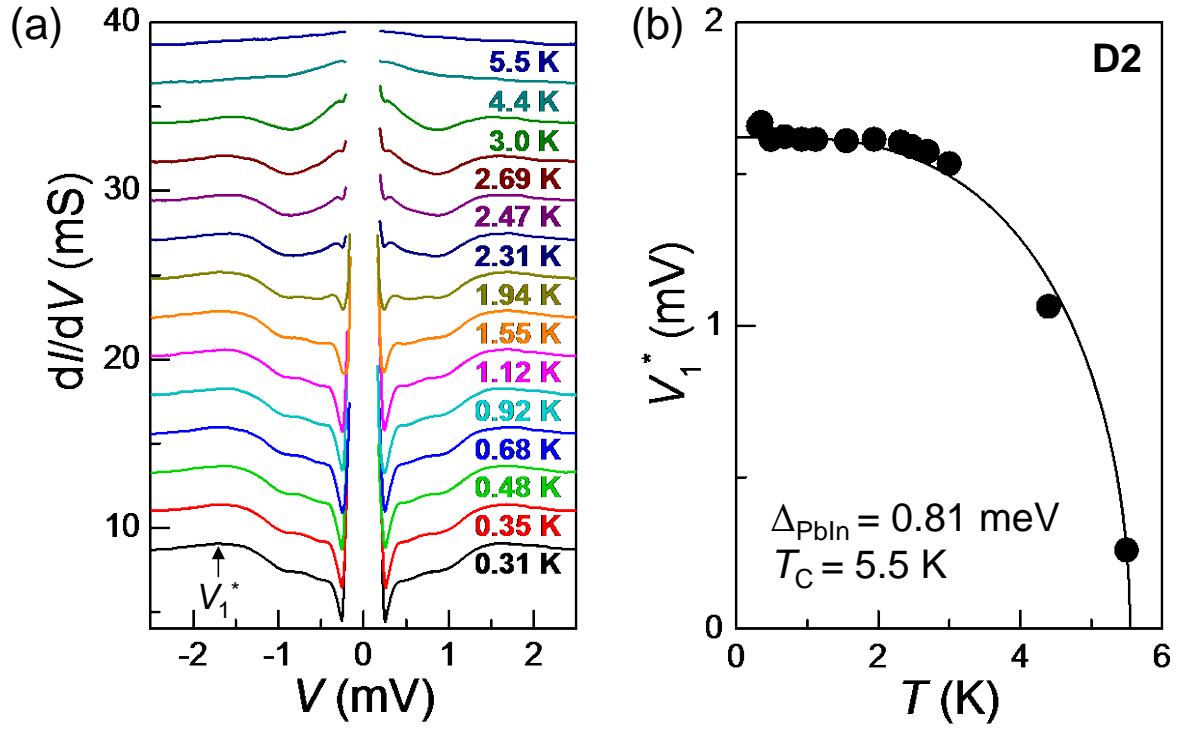 (a)
40
30
20
10
dI/dV (mS)
5.5 K
4.4 K
3.0 K
2.69 K
2.47 K
2.31 K
1.94 K
1.55 K
1.12 K
0.92 K
0.68 K
0.48 K
0.35 K
0.31 K
V₁*
-2 -1 0 1 2
V (mV)
(b)
D2
2
1
0
V₁* (mV)
Δ_PbIn = 0.81 meV
T_C = 5.5 K
0 2 4 6
T (K)